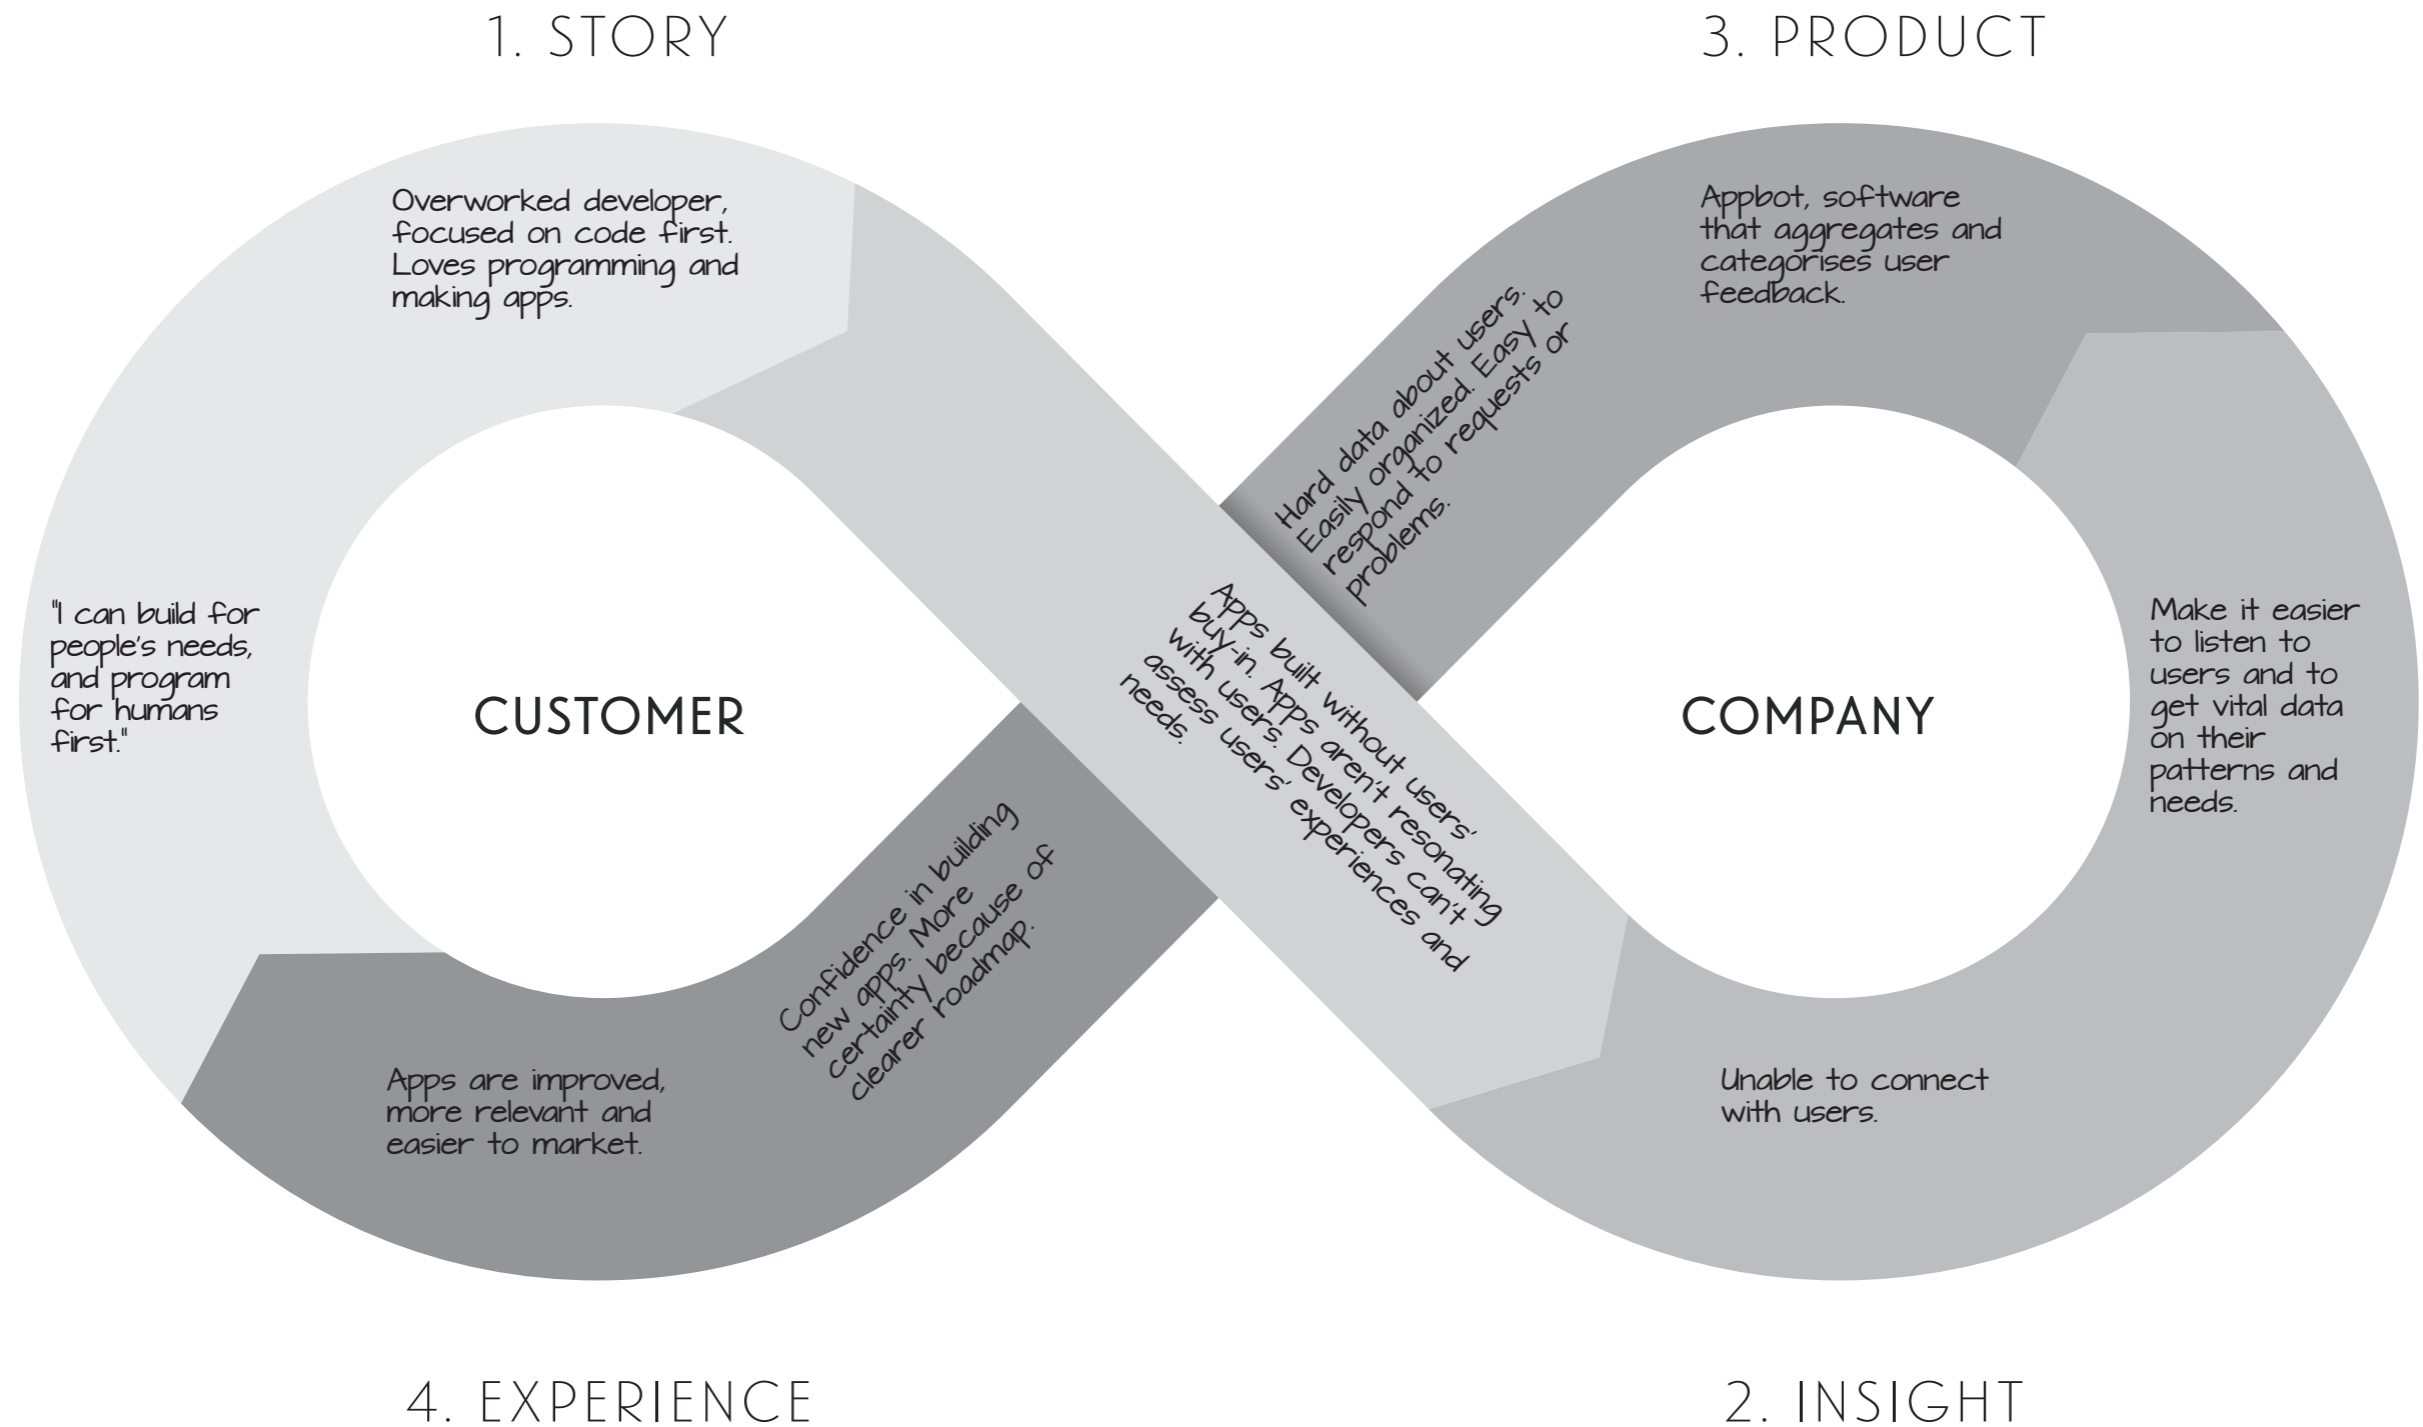 1. STORY
3. PRODUCT
Overworked developer,
focused on code first.
Loves programming and
making apps.
Appbot, software
that aggregates and
categorises user
feedback.
Hard data about users.
Easily organized. Easy to
respond to requests or
problems.
"I can build for
people's needs,
and program
for humans
first."
CUSTOMER
Apps built without users'
buy-in. Apps aren't resonating
with users. Developers can't
assess users' experiences and
needs.
COMPANY
Make it easier
to listen to
users and to
get vital data
on their
patterns and
needs.
Confidence in building
new apps. More
certainty because of
clearer roadmap.
Apps are improved,
more relevant and
easier to market.
Unable to connect
with users.
4. EXPERIENCE
2. INSIGHT